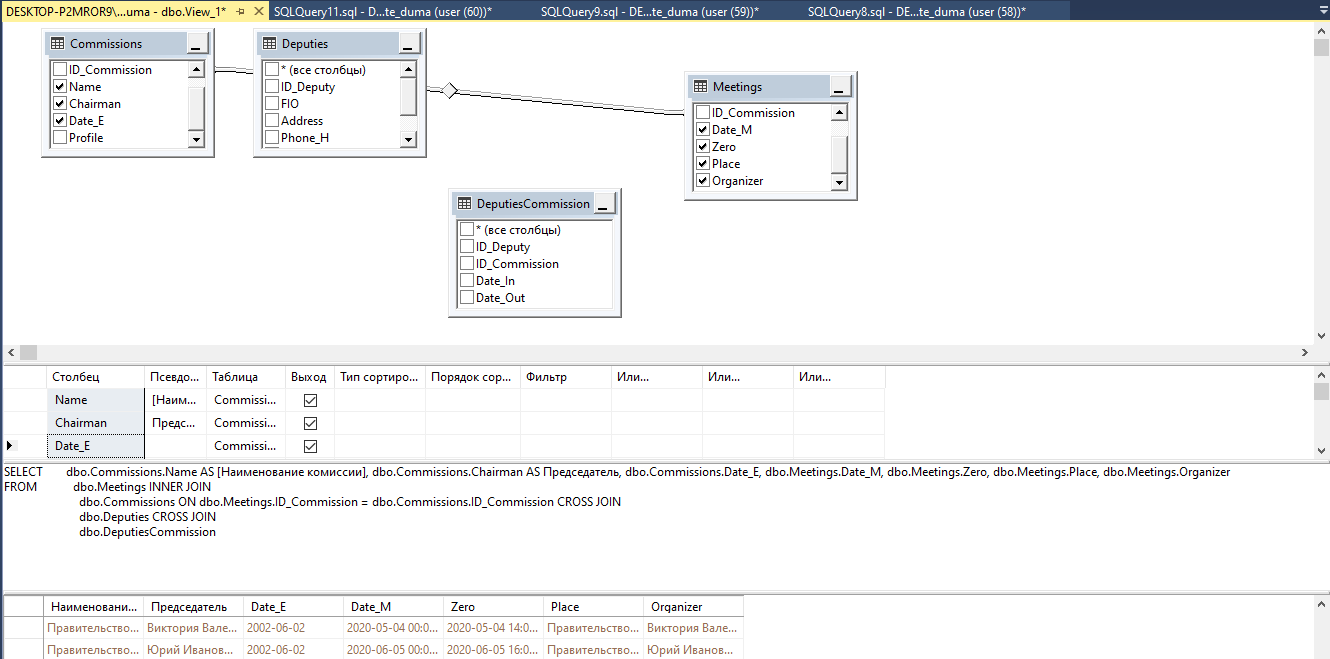 DESKTOP-P2MROR9\...uma - dbo.View_1* SQLQuery11.sql - D...te_duma (user (60))* SQLQuery9.sql - DE...te_duma (user (59))* SQLQuery8.sql - DE...te_duma (user (58))*
Commissions
ID_Commission
Name
Chairman
Date_E
Profile
Deputies
* (все столбцы)
ID_Deputy
FIO
Address
Phone_H
Meetings
ID_Commission
Date_M
Zero
Place
Organizer
DeputiesCommission
* (все столбцы)
ID_Deputy
ID_Commission
Date_In
Date_Out
Столбец Псевдо... Таблица Выход Тип сортиро... Порядок сор... Фильтр Или... Или... Или...
Name [Наим... Commissi...
Chairman Предс... Commissi...
Date_E Commissi...
SELECT dbo.Commissions.Name AS [Наименование комиссии], dbo.Commissions.Chairman AS Председатель, dbo.Commissions.Date_E, dbo.Meetings.Date_M, dbo.Meetings.Zero, dbo.Meetings.Place, dbo.Meetings.Organizer
FROM dbo.Meetings INNER JOIN
dbo.Commissions ON dbo.Meetings.ID_Commission = dbo.Commissions.ID_Commission CROSS JOIN
dbo.Deputies CROSS JOIN
dbo.DeputiesCommission
Наименовани... Председатель Date_E Date_M Zero Place Organizer
Правительство... Виктория Вале... 2002-06-02 2020-05-04 00:0... 2020-05-04 14:0... Правительство... Виктория Вале...
Правительство... Юрий Иванов... 2002-06-02 2020-06-05 00:0... 2020-06-05 16:0... Правительство... Юрий Иванов...